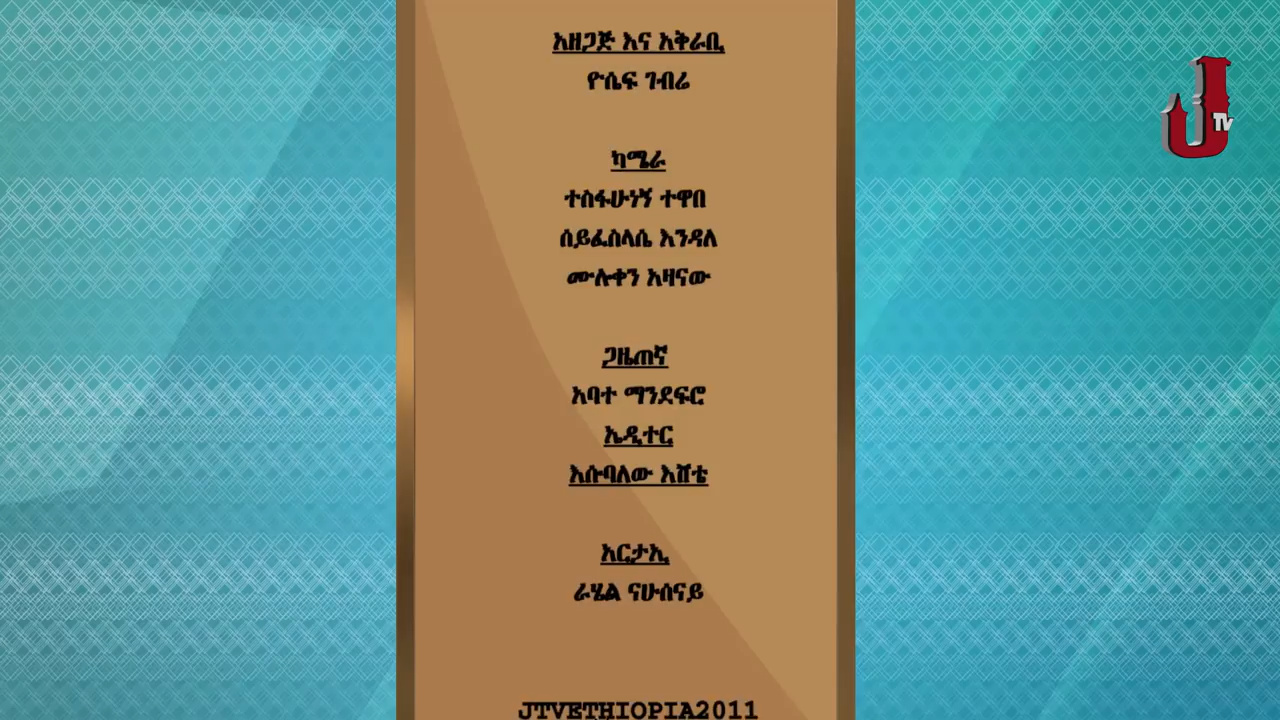 አዘጋጅ እና አቅራቢ
ዮሴፍ ገብሬ
ካሜራ
ተስፋሁነኝ ተዋበ
ሰይፈስላሴ እንዳለ
ሙሉቀን አዛናው
ጋዜጠኛ
አባተ ማንደፍሮ
ኤዲተር
እሱባለው እሸቴ
አርታኢ
ራሄል ናሁሰናይ
JTVETHIOPIA2011
JTv